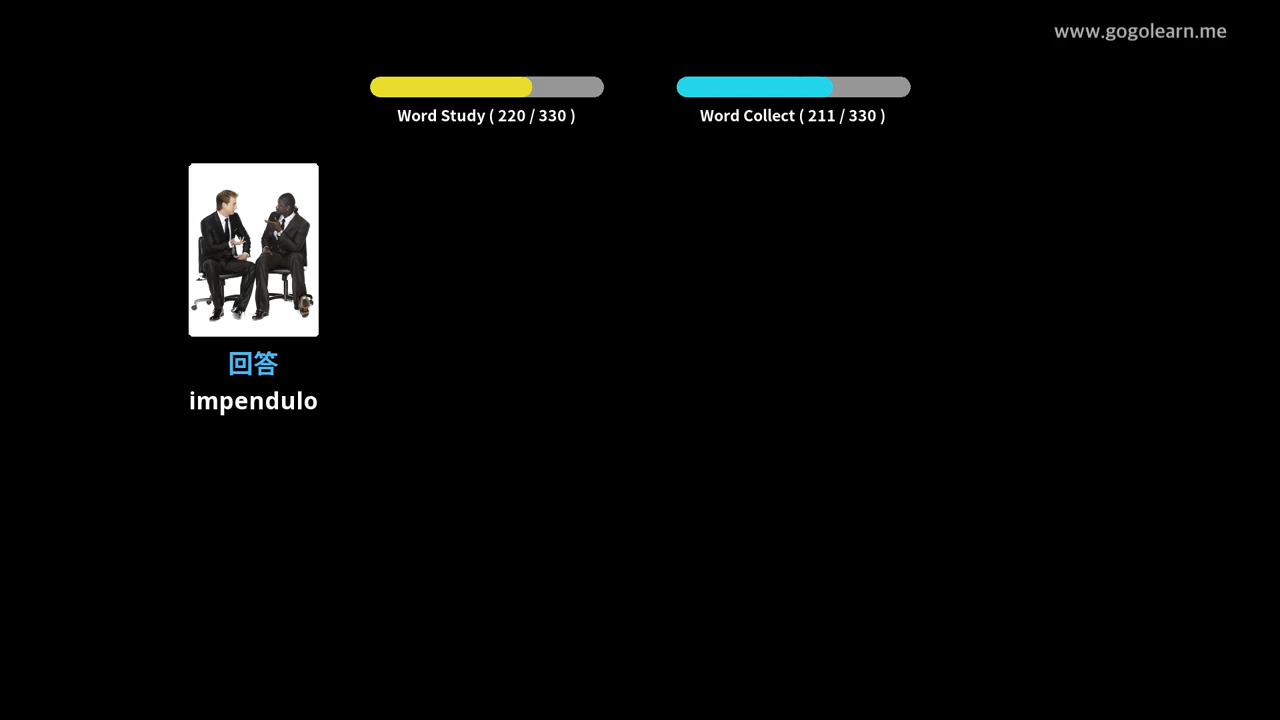 www.gogolearn.me
Word Study ( 220 / 330 )
Word Collect ( 211 / 330 )
回答
impendulo